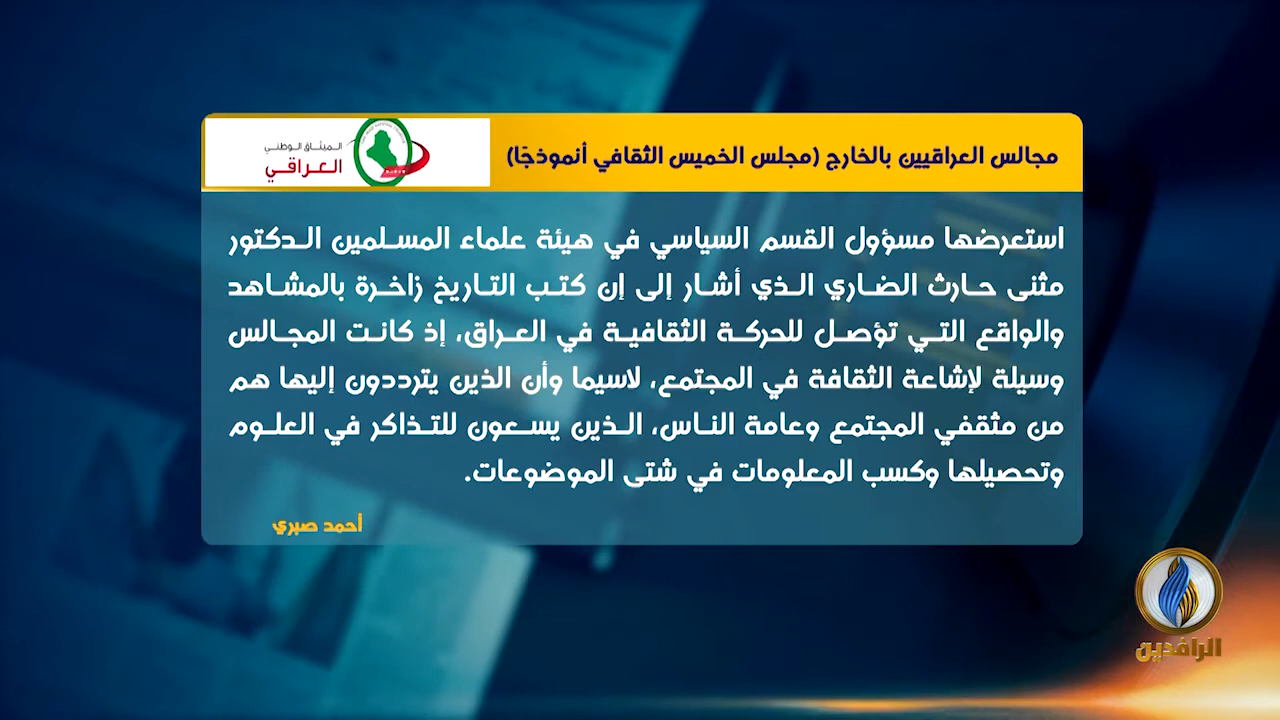 مجالس العراقيين بالخارج (مجلس الخميس الثقافي أنموذجًا)
الميثاق الوطني
العراقي
استعرضها مسؤول القسم السياسي في هيئة علماء المسلمين الدكتور
مثنى حارث الضاري الذي أشار إلى إن كتب التاريخ زاخرة بالمشاهد
والواقع التي تؤصل للحركة الثقافية في العراق، إذ كانت المجالس
وسيلة لإشاعة الثقافة في المجتمع، لاسيما وأن الذين يترددون إليها هم
من مثقفي المجتمع وعامة الناس، الذين يسعون للتذاكر في العلوم
وتحصيلها وكسب المعلومات في شتى الموضوعات.
أحمد صبري
الرافدين